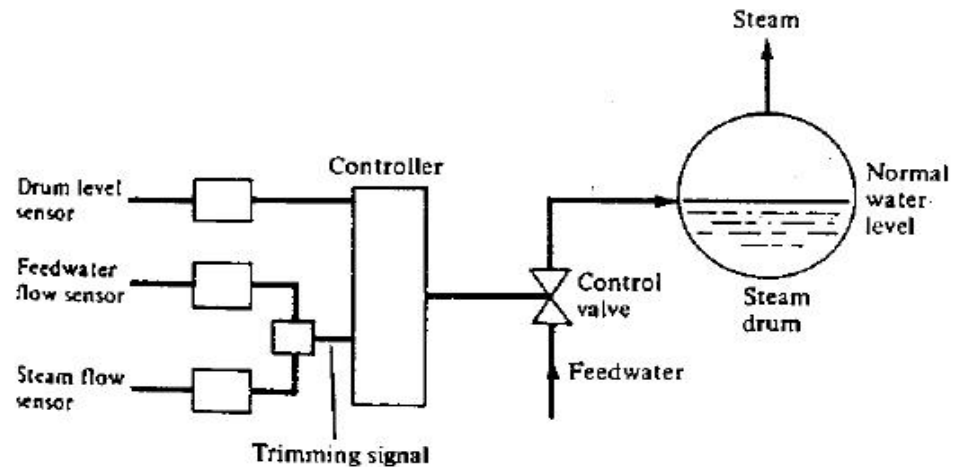 Steam
Controller
Drum level
sensor
Normal
water
level
Feedwater
flow sensor
Control
valve
Steam
drum
Steam flow
sensor
Feedwater
Trimming signal